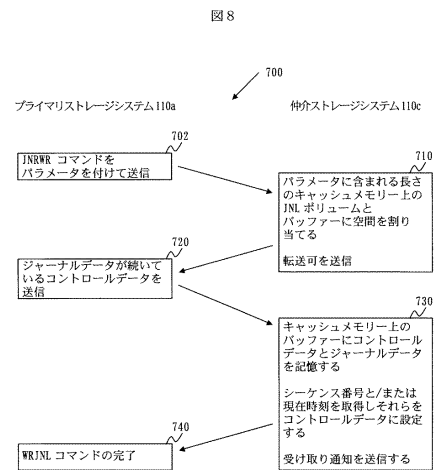 図８
700
プライマリストレージシステム110a
仲介ストレージシステム110c
702
JNRWR コマンドを
パラメータを付けて送信
710
パラメータに含まれる長さ
のキャッシュメモリー上の
JNL ボリュームと
バッファーに空間を割り
当てる
転送可を送信
720
ジャーナルデータが続いて
いるコントロールデータを
送信
730
キャッシュメモリー上の
バッファーにコントロール
データとジャーナルデータ
を記憶する
シーケンス番号と/または
現在時刻を取得しそれらを
コントロールデータに設定
する
受け取り通知を送信する
740
WRJNL コマンドの完了